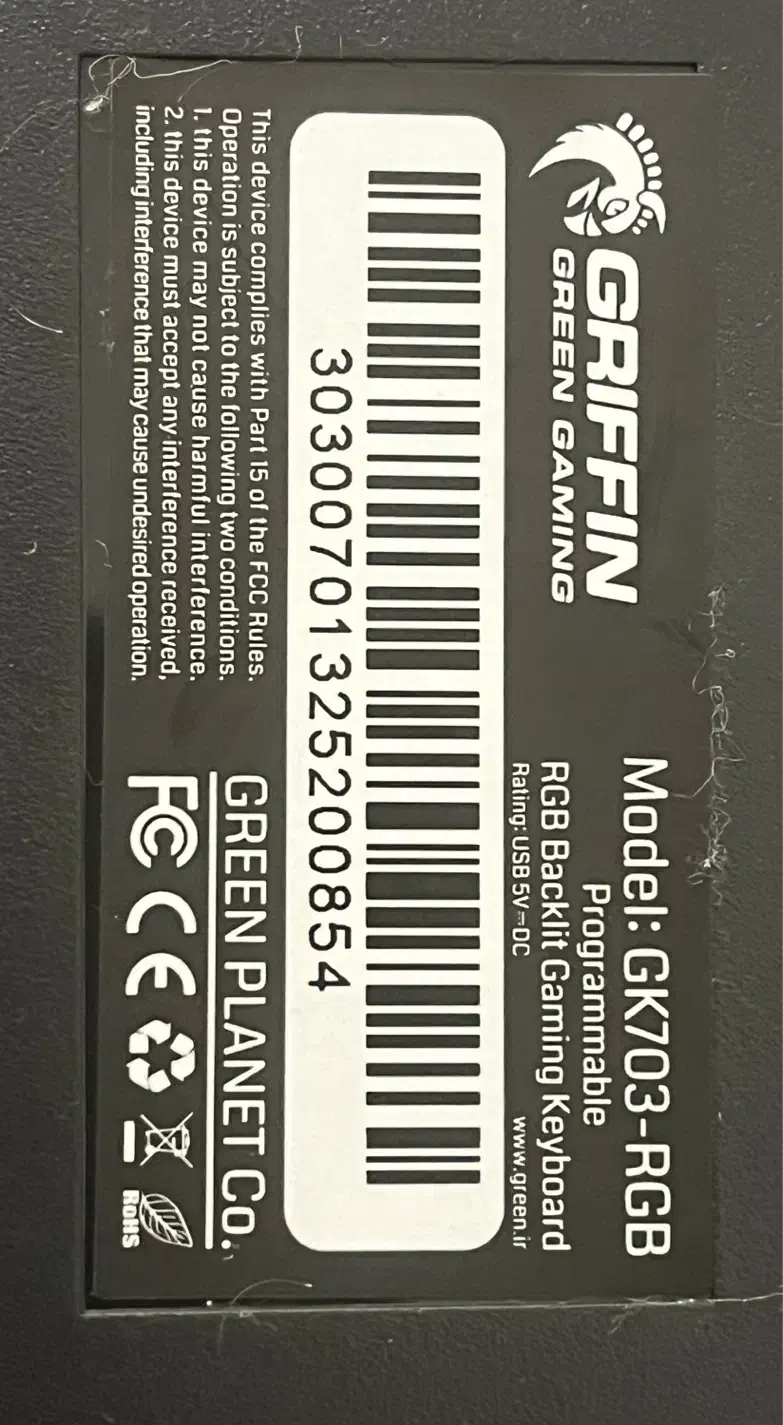 GRIFFIN
GREEN GAMING
Model: GK703-RGB
Programmable
RGB Backlit Gaming Keyboard
Rating: USB 5V⎓DC
www.green.ir
30300701325200854
This device complies with Part 15 of the FCC Rules.
Operation is subject to the following two conditions.
1. this device may not cause harmful interference.
2. this device must accept any interference received,
including interference that may cause undesired operation.
GREEN PLANET Co.
FC CE
RoHS